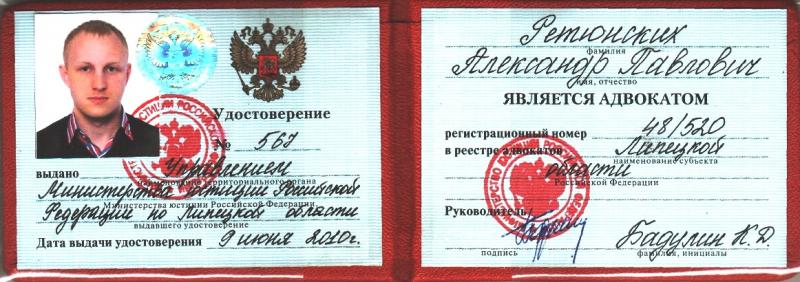 Удостоверение
№ 567
выдано Управлением
наименование территориального органа
Министерства юстиции Российской
Министерства юстиции Российской Федерации
Федерации по Липецкой области
выдавшего удостоверение
Дата выдачи удостоверения 9 июня 2010г.
Ретюнских
фамилия
Александр Павлович
имя, отчество
ЯВЛЯЕТСЯ АДВОКАТОМ
регистрационный номер 48/520
в реестре адвокатов Липецкой
наименование субъекта
области
Российской Федерации
Руководитель
Бадулин К.Д.
подпись фамилия, инициалы